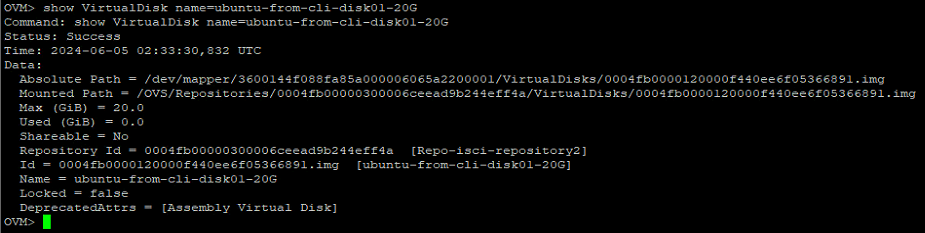 OVM> show VirtualDisk name=ubuntu-from-cli-disk01-20G
Command: show VirtualDisk name=ubuntu-from-cli-disk01-20G
Status: Success
Time: 2024-06-05 02:33:30,832 UTC
Data:
  Absolute Path = /dev/mapper/3600144f088fa85a000006065a2200001/VirtualDisks/0004fb0000120000f440ee6f05366891.img
  Mounted Path = /OVS/Repositories/0004fb00000300006ceead9b244eff4a/VirtualDisks/0004fb0000120000f440ee6f05366891.img
  Max (GiB) = 20.0
  Used (GiB) = 0.0
  Shareable = No
  Repository Id = 0004fb00000300006ceead9b244eff4a  [Repo-isci-repository2]
  Id = 0004fb0000120000f440ee6f05366891.img  [ubuntu-from-cli-disk01-20G]
  Name = ubuntu-from-cli-disk01-20G
  Locked = false
  DeprecatedAttrs = [Assembly Virtual Disk]
OVM>